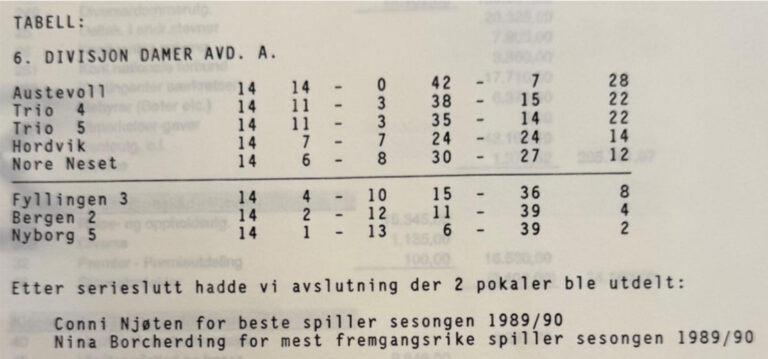 TABELL:
6. DIVISJON DAMER AVD. A.
Austevoll 14 14 - 0 42 - 7 28
Trio 4 14 11 - 3 38 - 15 22
Trio 5 14 11 - 3 35 - 14 22
Hordvik 14 7 - 7 24 - 24 14
Nore Neset 14 6 - 8 30 - 27 12
Fyllingen 3 14 4 - 10 15 - 36 8
Bergen 2 14 2 - 12 11 - 39 4
Nyborg 5 14 1 - 13 6 - 39 2
Etter serieslutt hadde vi avslutning der 2 pokaler ble utdelt:
Conni Njøten for beste spiller sesongen 1989/90
Nina Borcherding for mest fremgangsrike spiller sesongen 1989/90